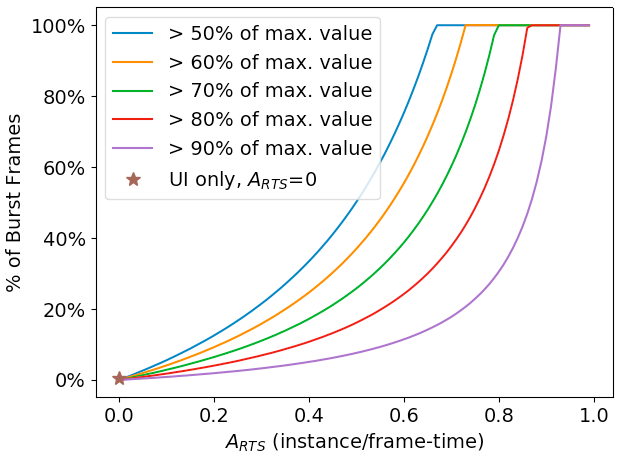 100%
80%
60%
40%
20%
0%
% of Burst Frames
> 50% of max. value
> 60% of max. value
> 70% of max. value
> 80% of max. value
> 90% of max. value
UI only, A_RTS=0
0.0 0.2 0.4 0.6 0.8 1.0
A_RTS (instance/frame-time)